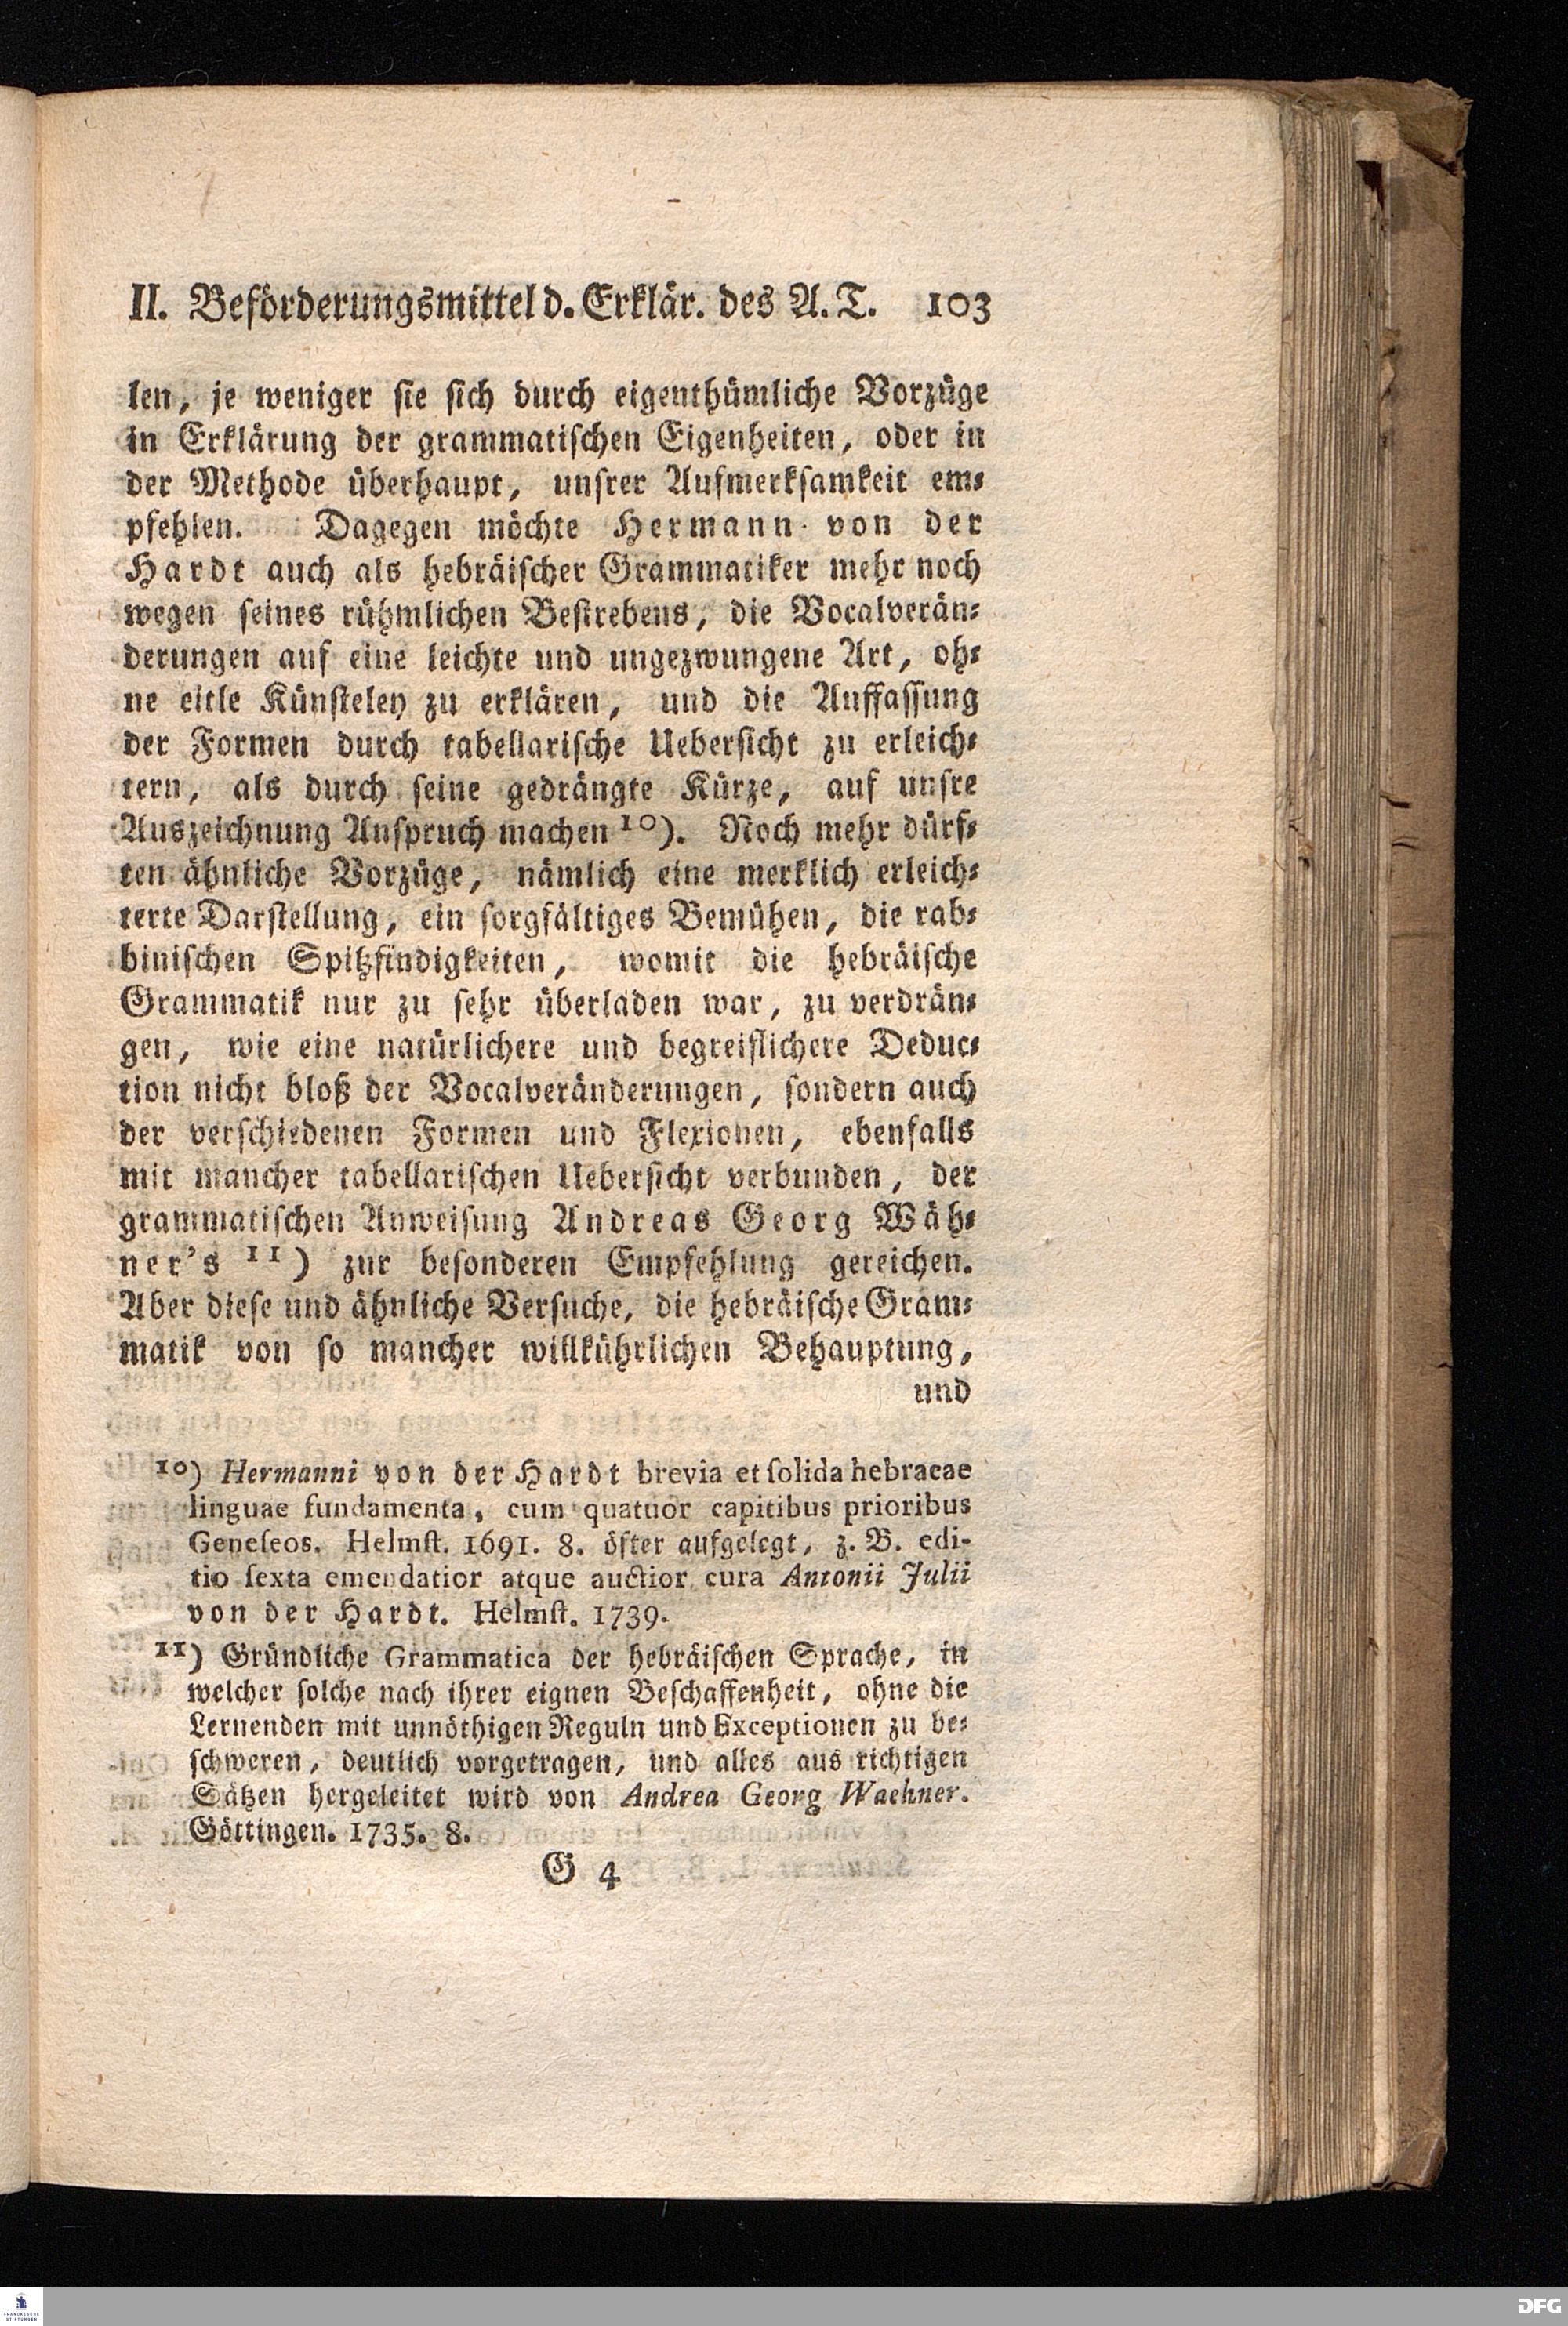 II. Beförderungsmittel d. Erklär. des A. T. 103
len, je weniger sie sich durch eigenthümliche Vorzüge
in Erklärung der grammatischen Eigenheiten, oder in
der Methode überhaupt, unsrer Aufmerksamkeit em⸗
pfehlen. Dagegen möchte Hermann von der
Hardt auch als hebräischer Grammatiker mehr noch
wegen seines rühmlichen Bestrebens, die Vocalverän⸗
derungen auf eine leichte und ungezwungene Art, oh⸗
ne eitle Künsteley zu erklären, und die Auffassung
der Formen durch tabellarische Uebersicht zu erleich⸗
tern, als durch seine gedrängte Kürze, auf unsre
Auszeichnung Anspruch machen 10). Noch mehr dürf⸗
ten ähnliche Vorzüge, nämlich eine merklich erleich⸗
terte Darstellung, ein sorgfältiges Bemühen, die rab⸗
binischen Spitzfindigkeiten, womit die hebräische
Grammatik nur zu sehr überladen war, zu verdrän⸗
gen, wie eine natürlichere und begreiflichere Deduc⸗
tion nicht bloß der Vocalveränderungen, sondern auch
der verschiedenen Formen und Flexionen, ebenfalls
mit mancher tabellarischen Uebersicht verbunden, der
grammatischen Anweisung Andreas Georg Wäh⸗
ner's 11) zur besonderen Empfehlung gereichen.
Aber diese und ähnliche Versuche, die hebräische Gram⸗
matik von so mancher willkührlichen Behauptung,
und
10) Hermanni von der Hardt brevia et ſolida hebraeae
linguae fundamenta, cum quatuor capitibus prioribus
Geneſeos. Helmſt. 1691. 8. öfter aufgelegt, z. B. edi-
tio ſexta emendatior atque auctior cura Antonii Julii
von der Hardt. Helmſt. 1739.
11) Gründliche Grammatica der hebräischen Sprache, in
welcher solche nach ihrer eignen Beschaffenheit, ohne die
Lernenden mit unnöthigen Reguln und Exceptionen zu be⸗
schweren, deutlich vorgetragen, und alles aus richtigen
Sätzen hergeleitet wird von Andrea Georg Waehner.
Göttingen. 1735. 8.
G 4
FRANCKESCHE
STIFTUNGEN
DFG